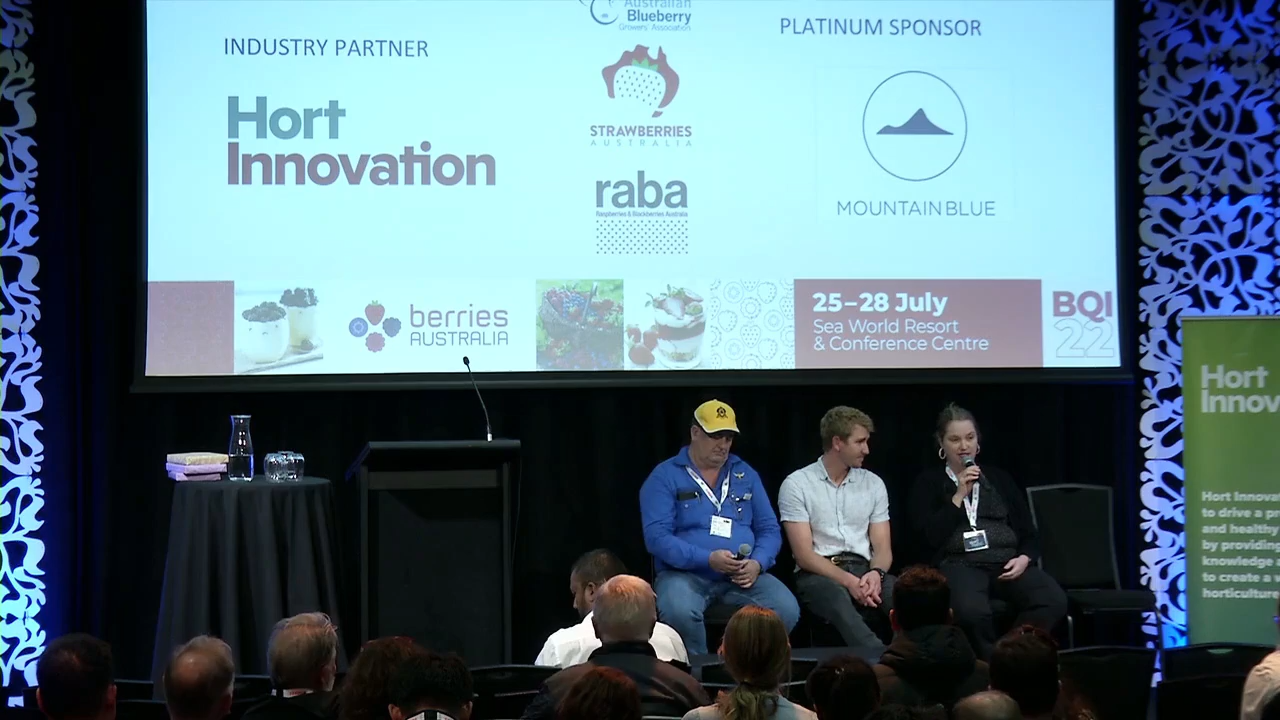 INDUSTRY PARTNER
Hort
Innovation
Australian
Blueberry
Growers' Association
STRAWBERRIES
AUSTRALIA
raba
Raspberries & Blackberries Australia
PLATINUM SPONSOR
MOUNTAIN BLUE
berries
AUSTRALIA
25–28 July
Sea World Resort
& Conference Centre
BQI
22
Hort
Innov
Hort Innova
to drive a pr
and healthy
by providing
knowledge a
to create a v
horticulture